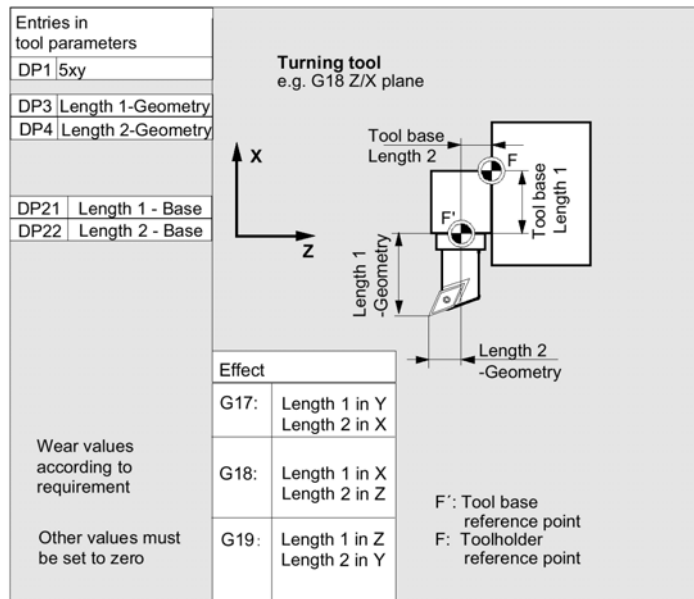 Entries in
tool parameters
DP1 5xy
DP3 Length 1-Geometry
DP4 Length 2-Geometry
DP21 Length 1 - Base
DP22 Length 2 - Base
Wear values
according to
requirement
Other values must
be set to zero
Turning tool
e.g. G18 Z/X plane
X
Z
Tool base
Length 2
F
Tool base
Length 1
F'
Length 1
-Geometry
Length 2
-Geometry
Effect
G17: Length 1 in Y
Length 2 in X
G18: Length 1 in X
Length 2 in Z
G19: Length 1 in Z
Length 2 in Y
F´: Tool base
reference point
F: Toolholder
reference point